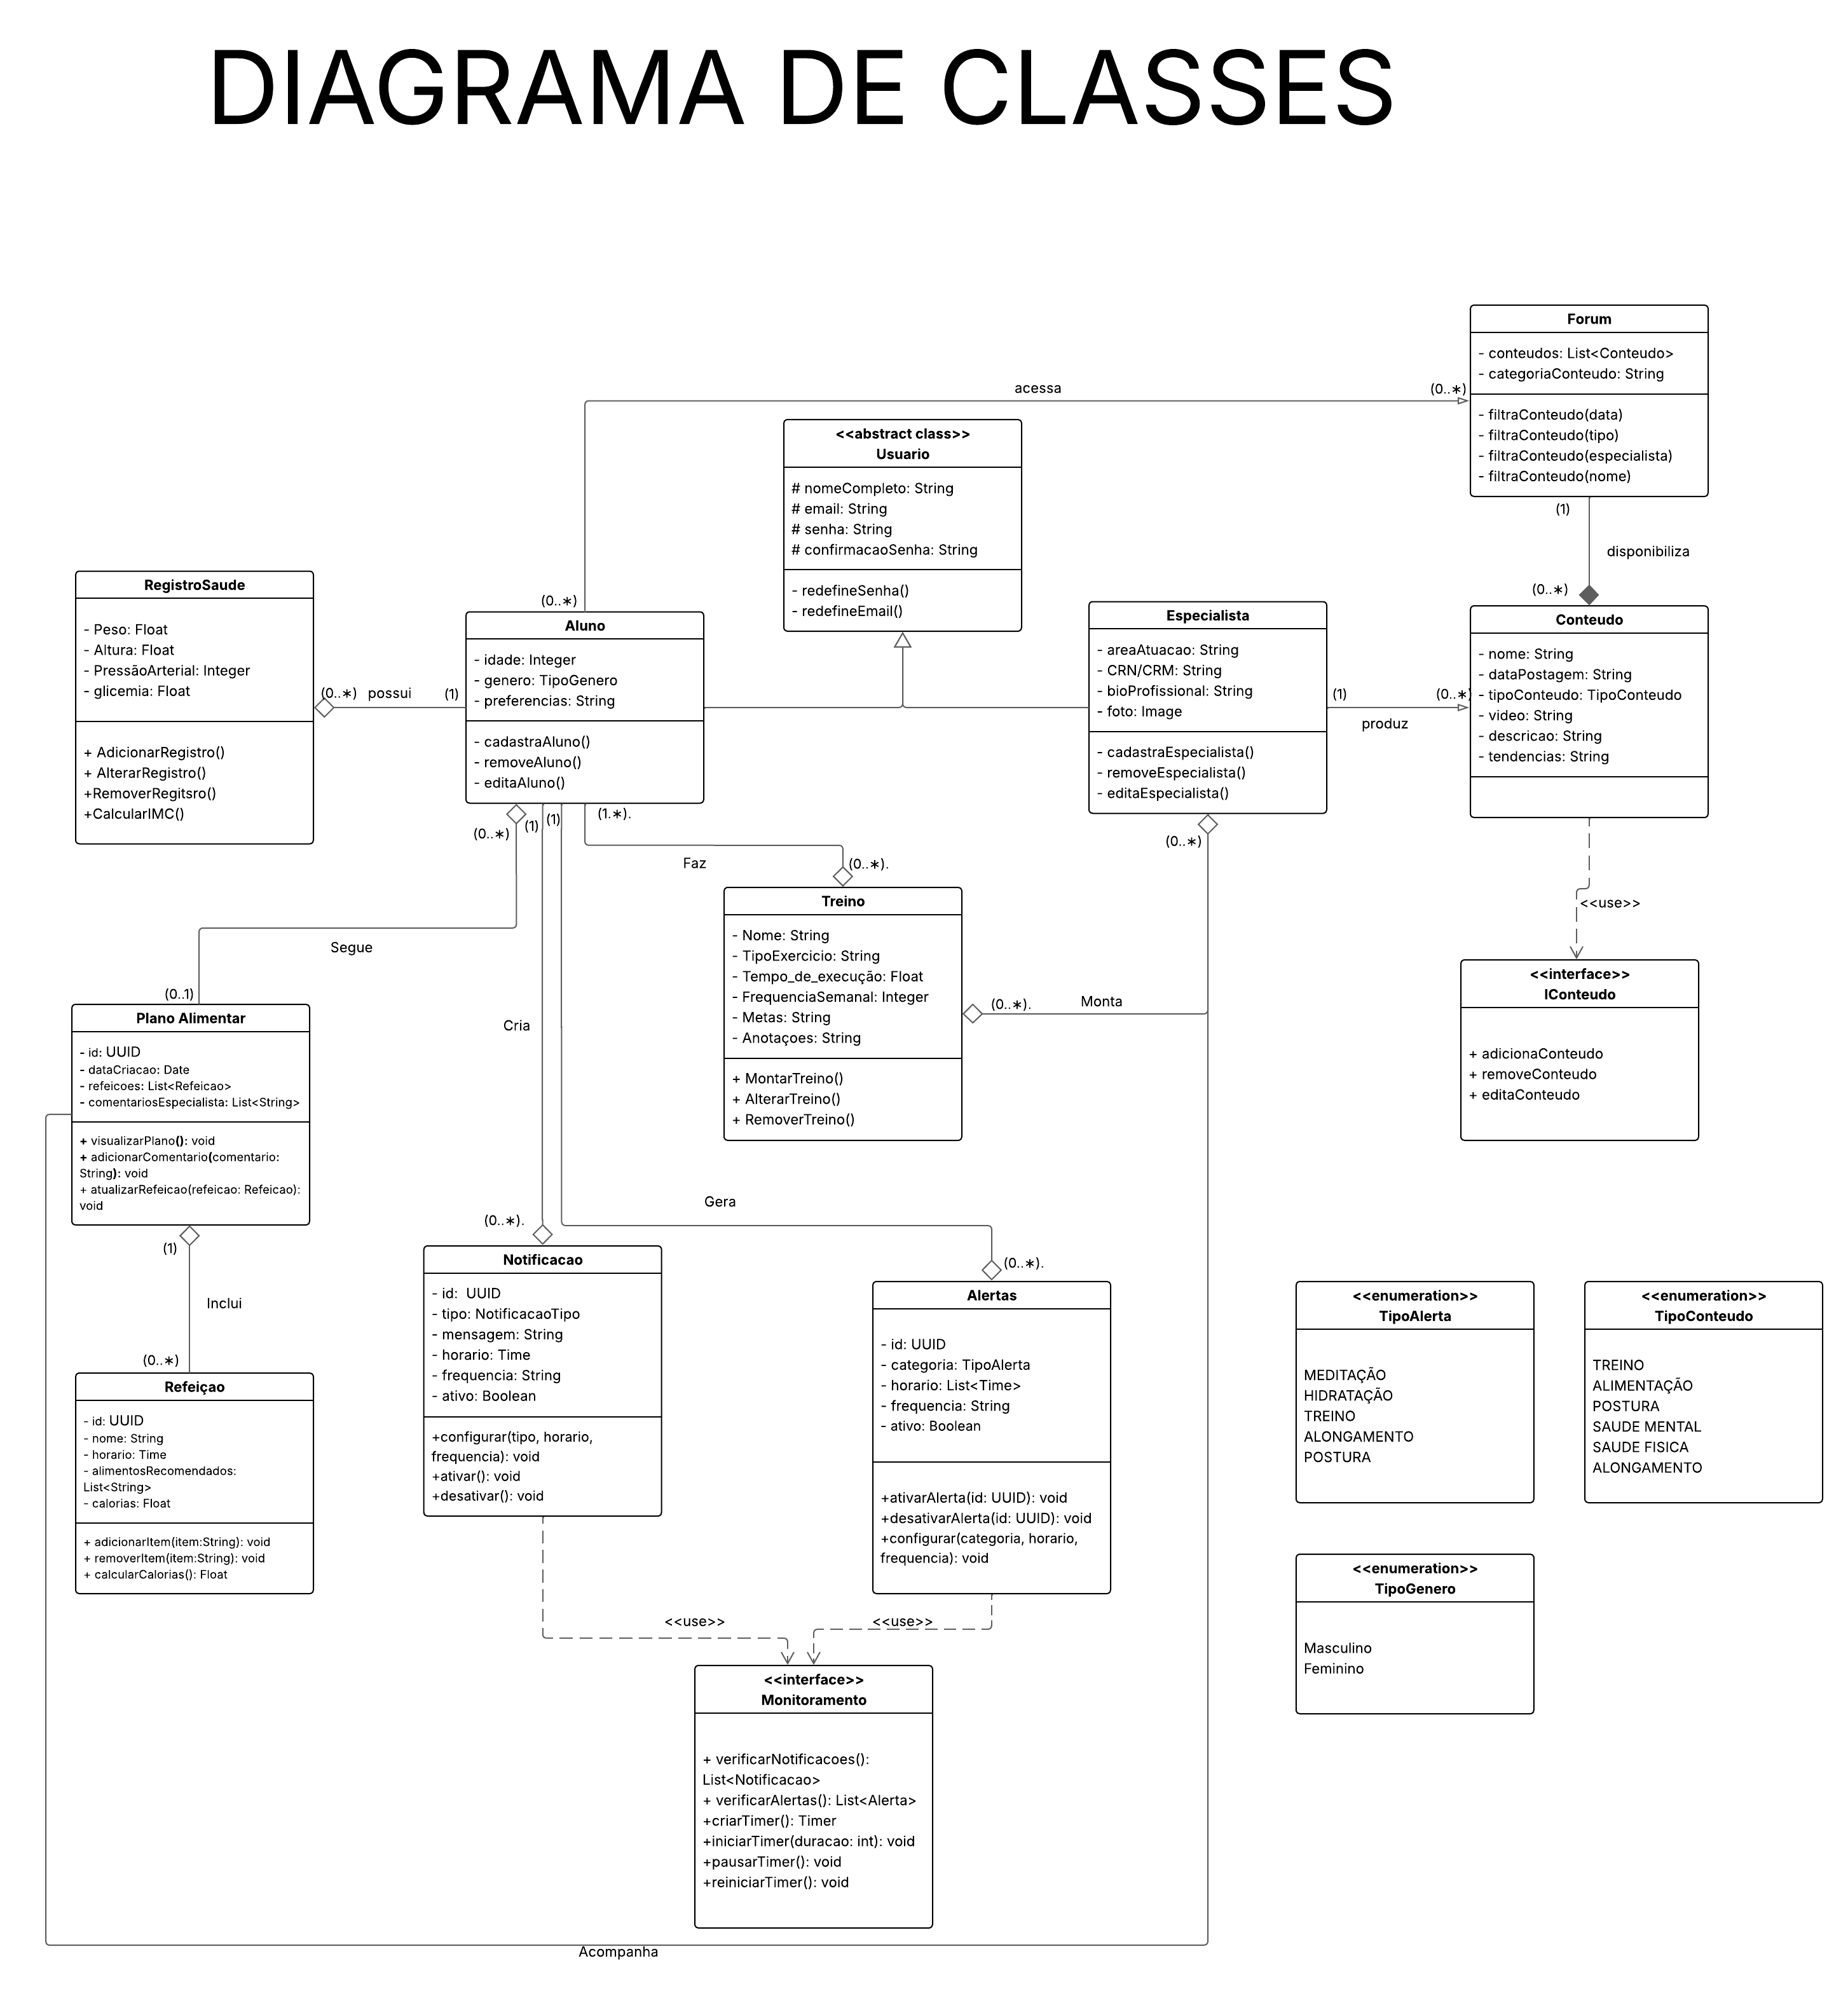 DIAGRAMA DE CLASSES
Forum
- conteudos: List<Conteudo>
- categoriaConteudo: String
- filtraConteudo(data)
- filtraConteudo(tipo)
- filtraConteudo(especialista)
- filtraConteudo(nome)
acessa
(0..*)
(0..*)
<<abstract class>>
Usuario
# nomeCompleto: String
# email: String
# senha: String
# confirmacaoSenha: String
- redefineSenha()
- redefineEmail()
(1)
disponibiliza
(0..*)
RegistroSaude
- Peso: Float
- Altura: Float
- PressãoArterial: Integer
- glicemia: Float
+ AdicionarRegistro()
+ AlterarRegistro()
+RemoverRegitsro()
+CalcularIMC()
(0..*)
possui
(1)
Aluno
- idade: Integer
- genero: TipoGenero
- preferencias: String
- cadastraAluno()
- removeAluno()
- editaAluno()
Especialista
- areaAtuacao: String
- CRN/CRM: String
- bioProfissional: String
- foto: Image
- cadastraEspecialista()
- removeEspecialista()
- editaEspecialista()
(1)
(0..*)
produz
Conteudo
- nome: String
- dataPostagem: String
- tipoConteudo: TipoConteudo
- video: String
- descricao: String
- tendencias: String
(0..*)
(1)
(1)
(1.*).
(0..*)
Faz
(0..*).
<<use>>
Segue
(0..1)
Treino
- Nome: String
- TipoExercicio: String
- Tempo_de_execução: Float
- FrequenciaSemanal: Integer
- Metas: String
- Anotaçoes: String
+ MontarTreino()
+ AlterarTreino()
+ RemoverTreino()
(0..*).
Monta
<<interface>>
IConteudo
+ adicionaConteudo
+ removeConteudo
+ editaConteudo
Plano Alimentar
- id: UUID
- dataCriacao: Date
- refeicoes: List<Refeicao>
- comentariosEspecialista: List<String>
+ visualizarPlano(): void
+ adicionarComentario(comentario:
String): void
+ atualizarRefeicao(refeicao: Refeicao):
void
Cria
Gera
(1)
Inclui
(0..*)
(0..*).
(0..*).
Refeiçao
- id: UUID
- nome: String
- horario: Time
- alimentosRecomendados:
List<String>
- calorias: Float
+ adicionarItem(item:String): void
+ removerItem(item:String): void
+ calcularCalorias(): Float
Notificacao
- id:  UUID
- tipo: NotificacaoTipo
- mensagem: String
- horario: Time
- frequencia: String
- ativo: Boolean
+configurar(tipo, horario,
frequencia): void
+ativar(): void
+desativar(): void
Alertas
- id: UUID
- categoria: TipoAlerta
- horario: List<Time>
- frequencia: String
- ativo: Boolean
+ativarAlerta(id: UUID): void
+desativarAlerta(id: UUID): void
+configurar(categoria, horario,
frequencia): void
<<enumeration>>
TipoAlerta
MEDITAÇÃO
HIDRATAÇÃO
TREINO
ALONGAMENTO
POSTURA
<<enumeration>>
TipoConteudo
TREINO
ALIMENTAÇÃO
POSTURA
SAUDE MENTAL
SAUDE FISICA
ALONGAMENTO
<<enumeration>>
TipoGenero
Masculino
Feminino
<<use>>
<<use>>
<<interface>>
Monitoramento
+ verificarNotificacoes():
List<Notificacao>
+ verificarAlertas(): List<Alerta>
+criarTimer(): Timer
+iniciarTimer(duracao: int): void
+pausarTimer(): void
+reiniciarTimer(): void
Acompanha